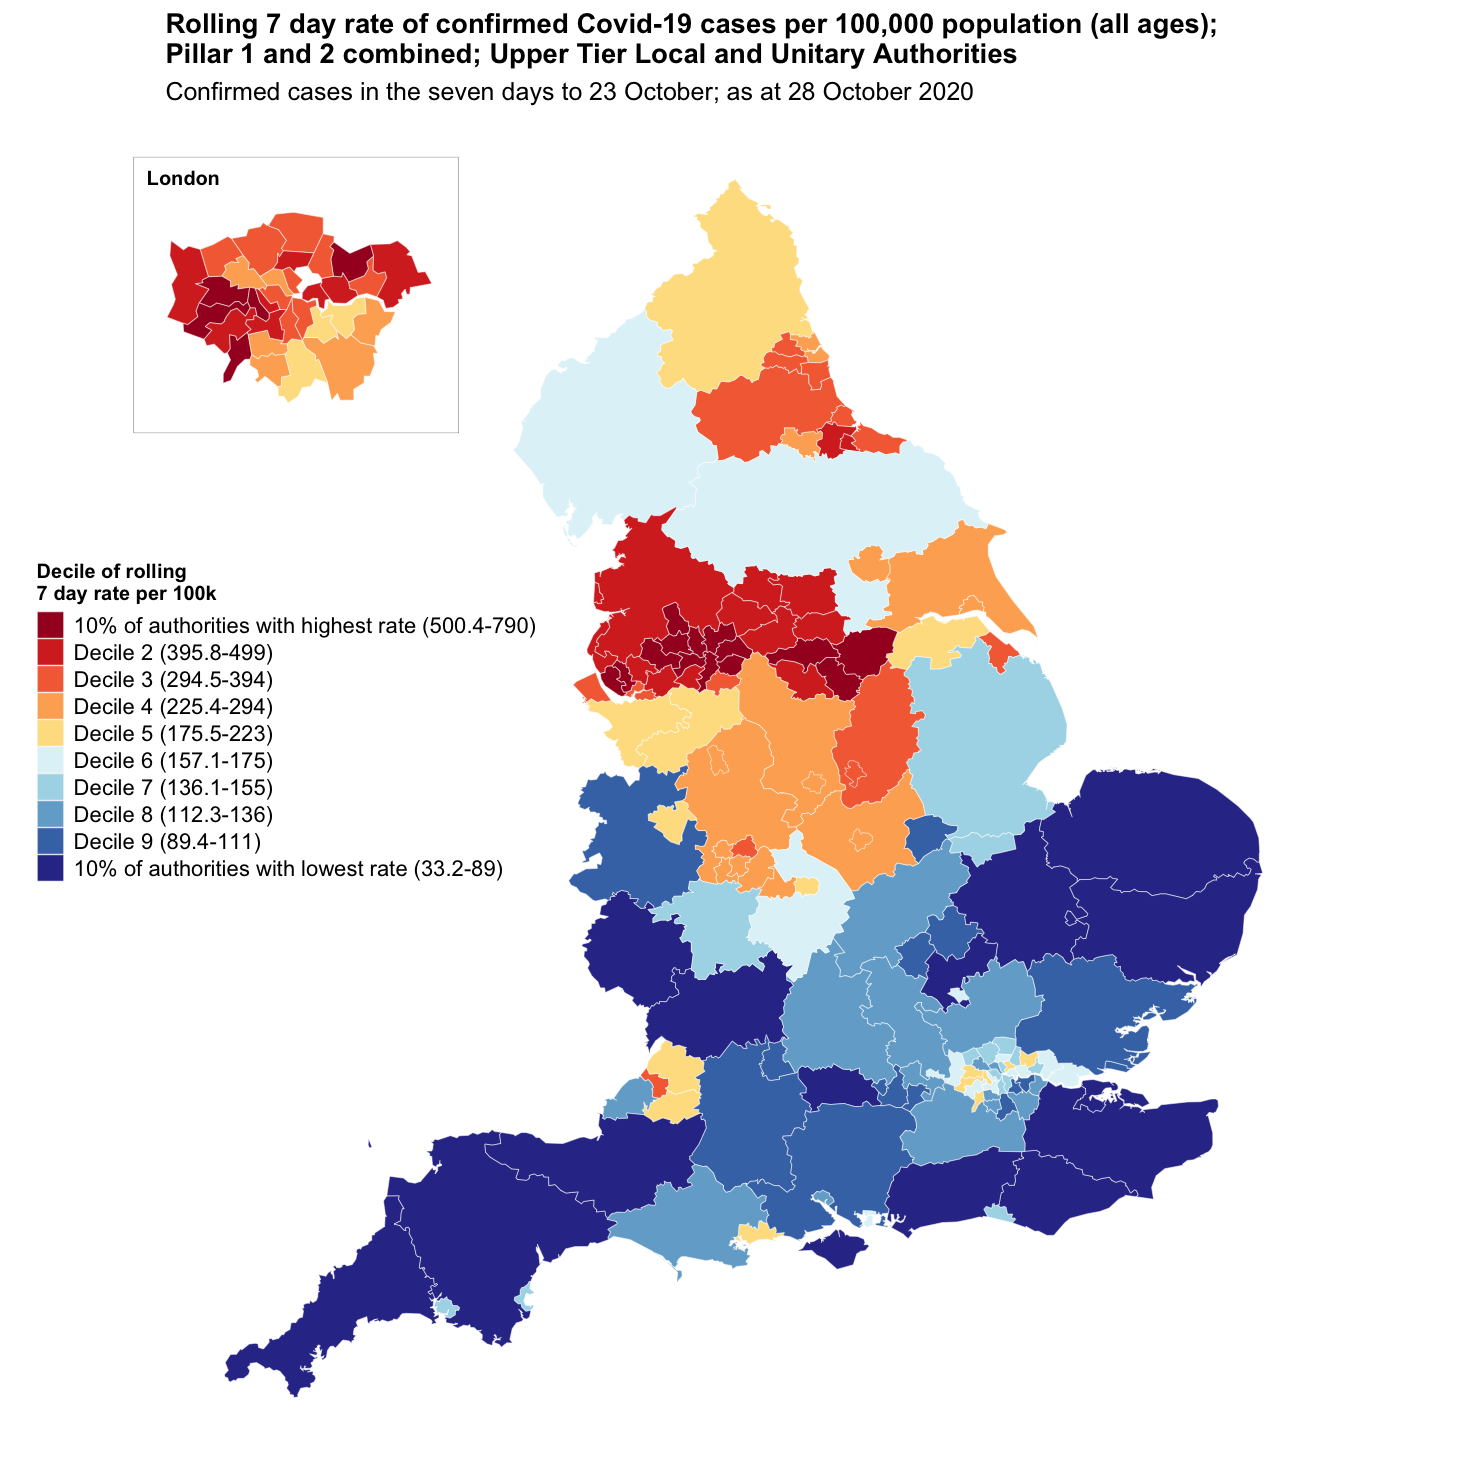 Rolling 7 day rate of confirmed Covid-19 cases per 100,000 population (all ages);
Pillar 1 and 2 combined; Upper Tier Local and Unitary Authorities
Confirmed cases in the seven days to 23 October; as at 28 October 2020
London
Decile of rolling
7 day rate per 100k
10% of authorities with highest rate (500.4-790)
Decile 2 (395.8-499)
Decile 3 (294.5-394)
Decile 4 (225.4-294)
Decile 5 (175.5-223)
Decile 6 (157.1-175)
Decile 7 (136.1-155)
Decile 8 (112.3-136)
Decile 9 (89.4-111)
10% of authorities with lowest rate (33.2-89)